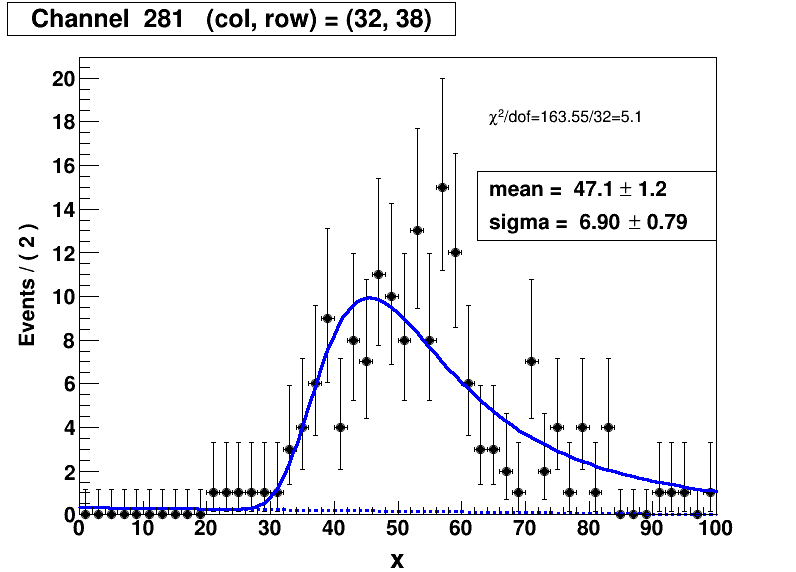 Channel 281 (col, row) = (32, 38)
χ²/dof=163.55/32=5.1
mean = 47.1 ± 1.2
sigma = 6.90 ± 0.79
Events / ( 2 )
20
18
16
14
12
10
8
6
4
2
0
0 10 20 30 40 50 60 70 80 90 100
x